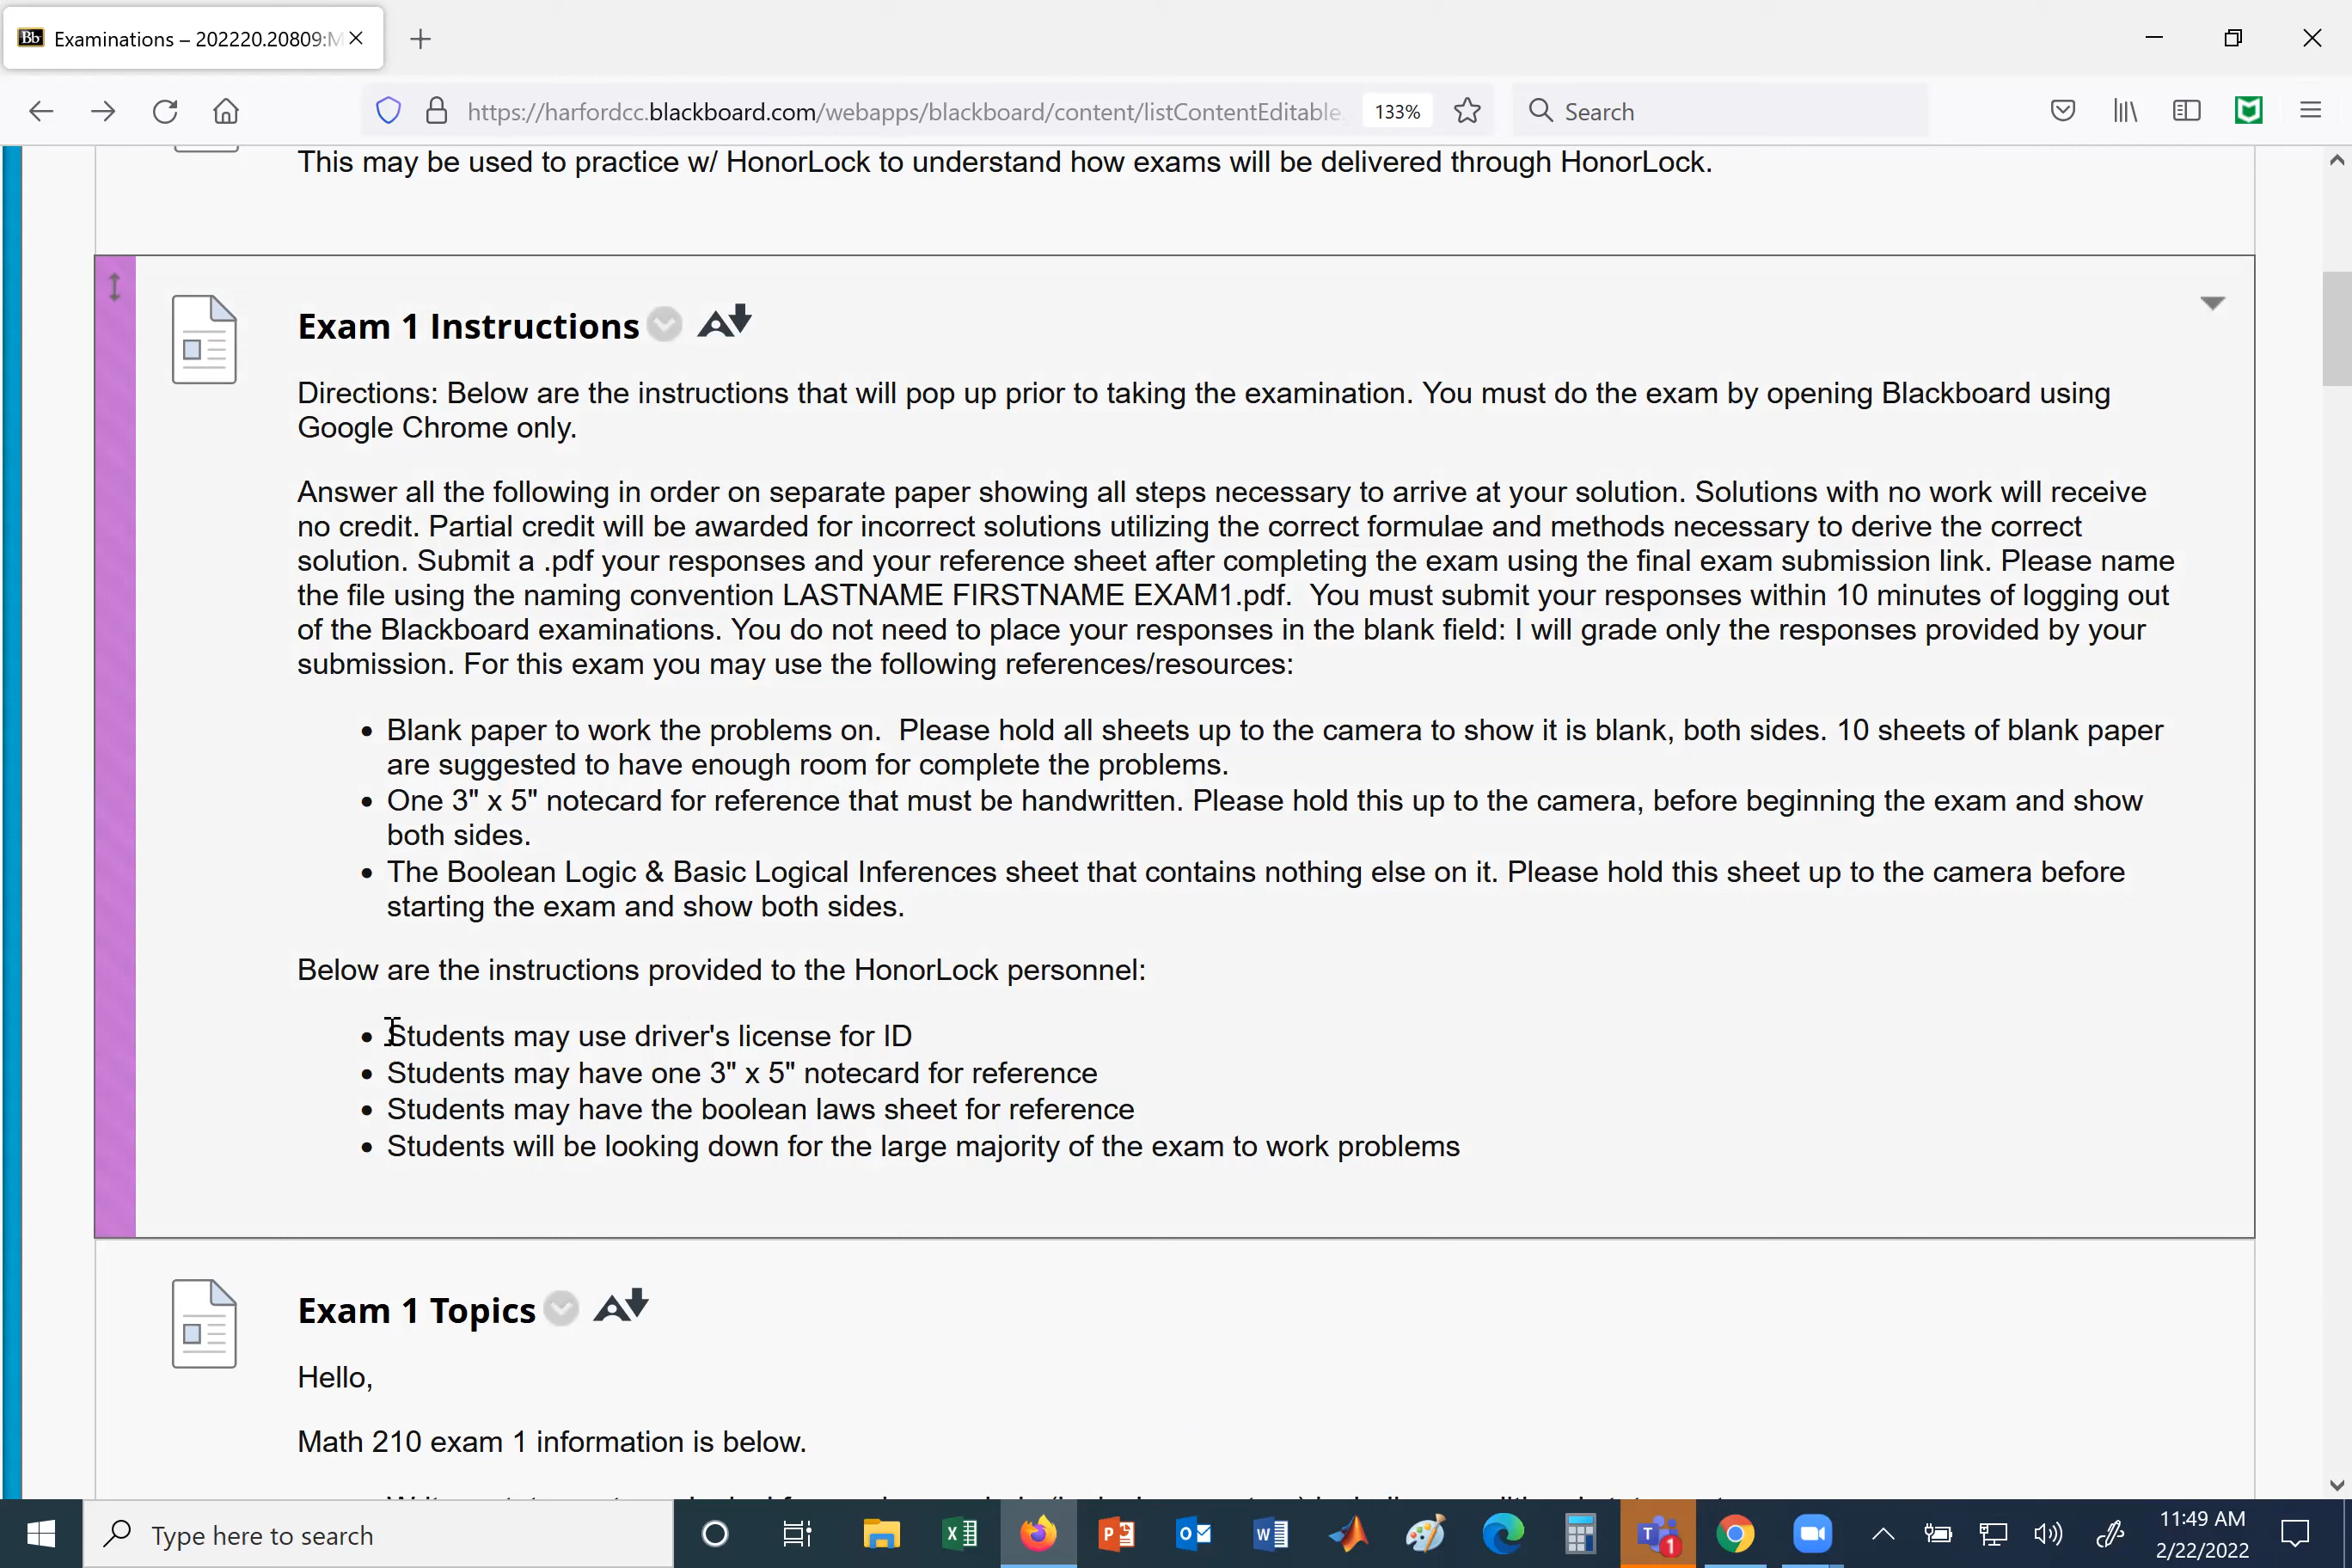 Bb Examinations – 202220.20809:M
https://harfordcc.blackboard.com/webapps/blackboard/content/listContentEditable. 133% Search
This may be used to practice w/ HonorLock to understand how exams will be delivered through HonorLock.
Exam 1 Instructions
Directions: Below are the instructions that will pop up prior to taking the examination. You must do the exam by opening Blackboard using
Google Chrome only.
Answer all the following in order on separate paper showing all steps necessary to arrive at your solution. Solutions with no work will receive
no credit. Partial credit will be awarded for incorrect solutions utilizing the correct formulae and methods necessary to derive the correct
solution. Submit a .pdf your responses and your reference sheet after completing the exam using the final exam submission link. Please name
the file using the naming convention LASTNAME FIRSTNAME EXAM1.pdf.  You must submit your responses within 10 minutes of logging out
of the Blackboard examinations. You do not need to place your responses in the blank field: I will grade only the responses provided by your
submission. For this exam you may use the following references/resources:
• Blank paper to work the problems on.  Please hold all sheets up to the camera to show it is blank, both sides. 10 sheets of blank paper
are suggested to have enough room for complete the problems.
• One 3" x 5" notecard for reference that must be handwritten. Please hold this up to the camera, before beginning the exam and show
both sides.
• The Boolean Logic & Basic Logical Inferences sheet that contains nothing else on it. Please hold this sheet up to the camera before
starting the exam and show both sides.
Below are the instructions provided to the HonorLock personnel:
• Students may use driver's license for ID
• Students may have one 3" x 5" notecard for reference
• Students may have the boolean laws sheet for reference
• Students will be looking down for the large majority of the exam to work problems
Exam 1 Topics
Hello,
Math 210 exam 1 information is below.
Type here to search
11:49 AM
2/22/2022